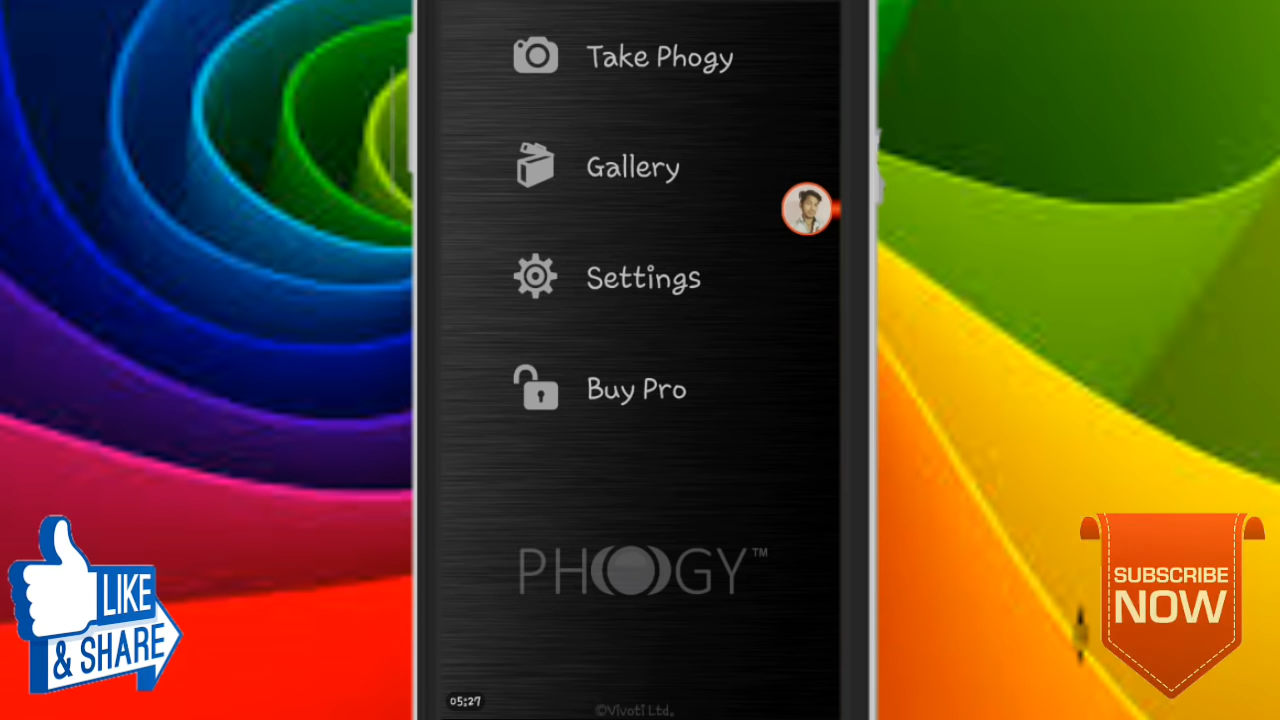 Take Phogy
Gallery
Settings
Buy Pro
PHOGY™
LIKE
& SHARE
SUBSCRIBE
NOW
05:27
©Vivoti Ltd.